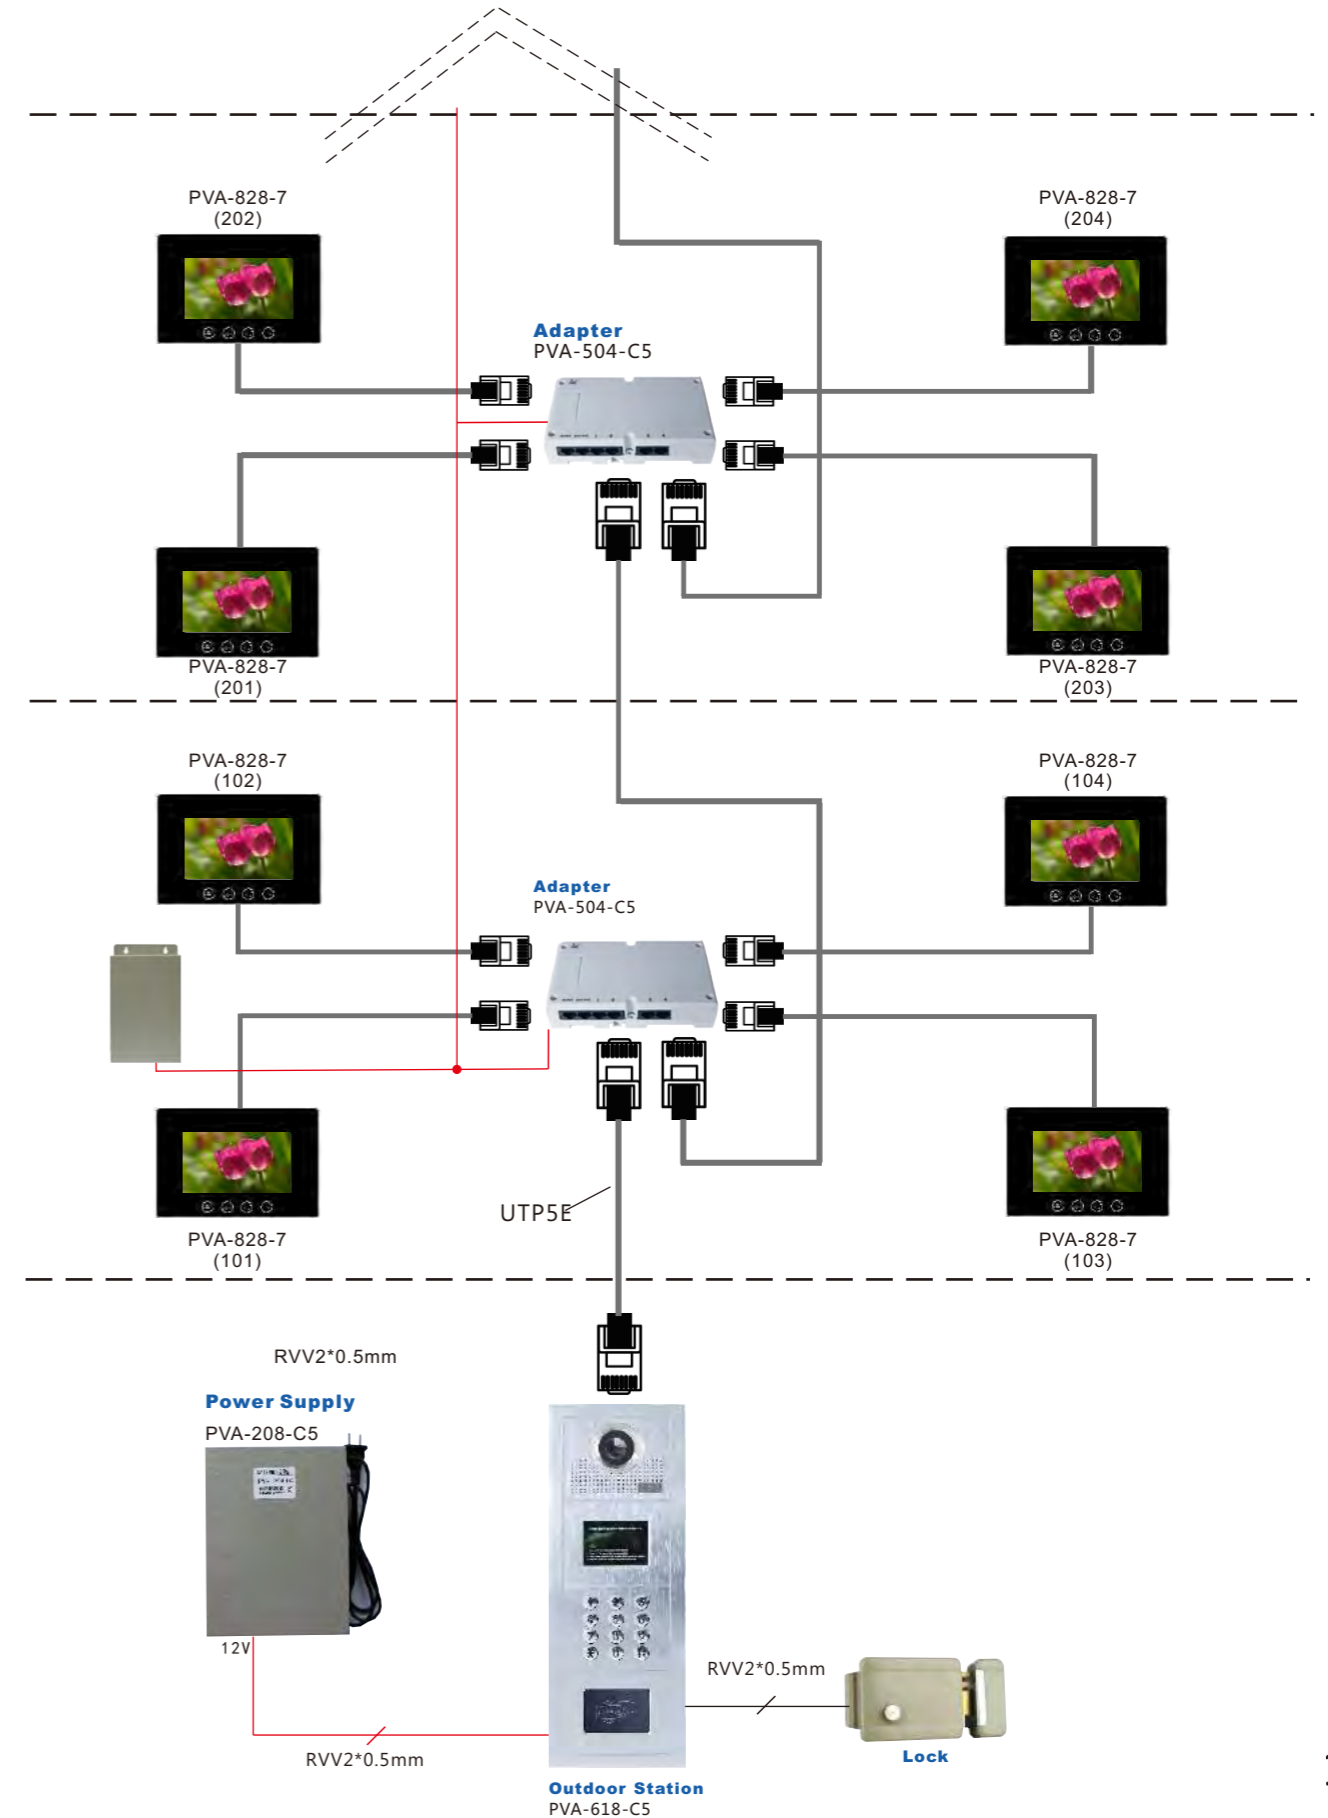 PVA-828-7
(202)
PVA-828-7
(204)
Adapter
PVA-504-C5
PVA-828-7
(201)
PVA-828-7
(203)
PVA-828-7
(102)
PVA-828-7
(104)
Adapter
PVA-504-C5
UTP5E
PVA-828-7
(101)
PVA-828-7
(103)
RVV2*0.5mm
Power Supply
PVA-208-C5
12V
RVV2*0.5mm
RVV2*0.5mm
Lock
Outdoor Station
PVA-618-C5